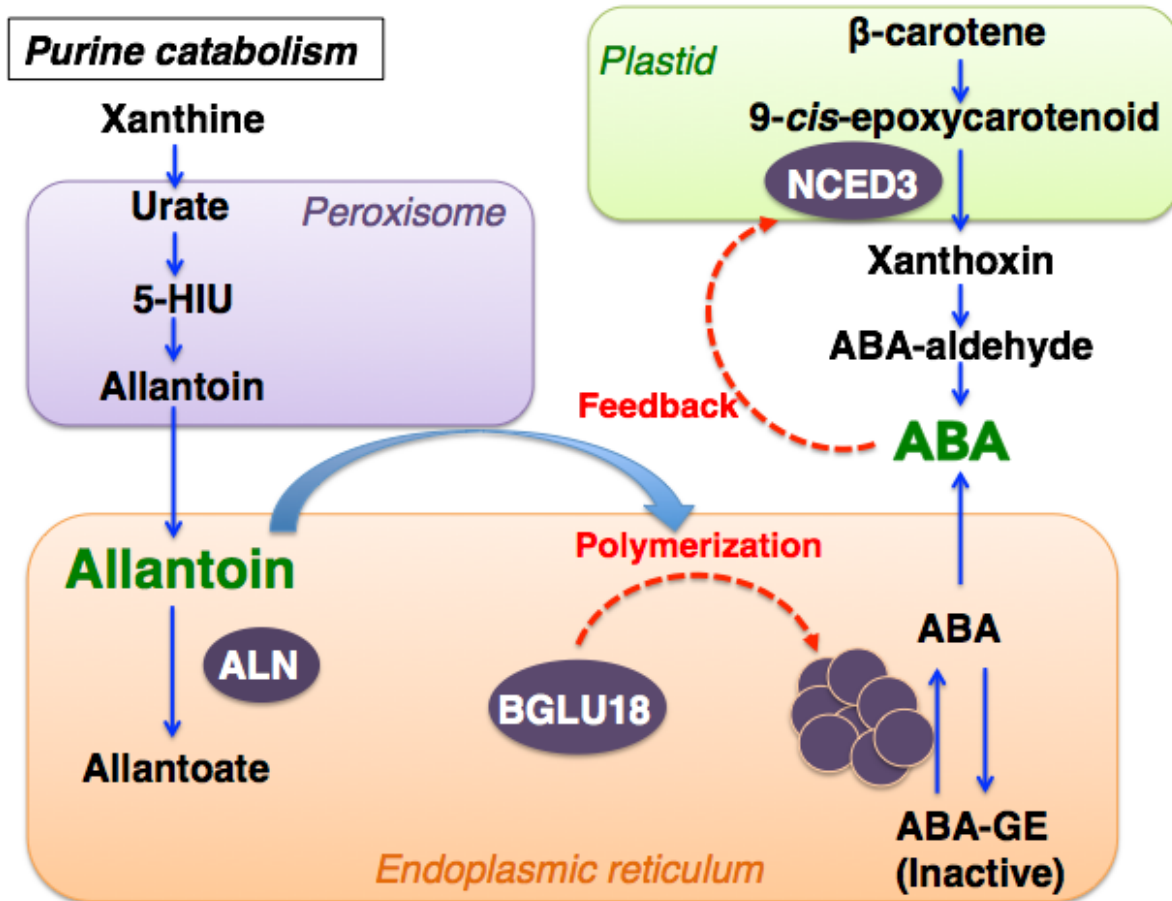 Purine catabolism
Xanthine
Peroxisome
Urate
5-HIU
Allantoin
Plastid
β-carotene
9-cis-epoxycarotenoid
NCED3
Xanthoxin
ABA-aldehyde
Feedback
ABA
Allantoin
ALN
Allantoate
Polymerization
BGLU18
ABA
ABA-GE
(Inactive)
Endoplasmic reticulum